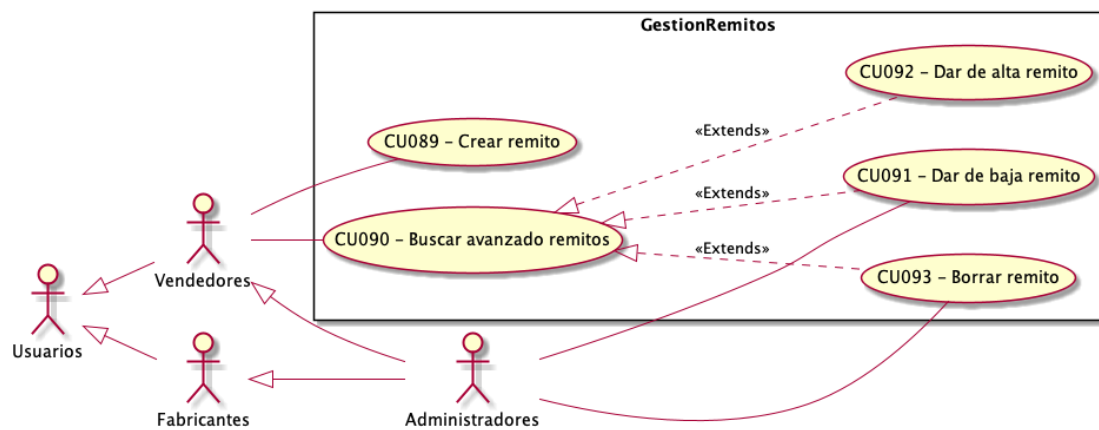 GestionRemitos
CU092 – Dar de alta remito
«Extends»
CU089 – Crear remito
CU091 – Dar de baja remito
«Extends»
CU090 – Buscar avanzado remitos
«Extends»
CU093 – Borrar remito
Vendedores
Usuarios
Fabricantes
Administradores